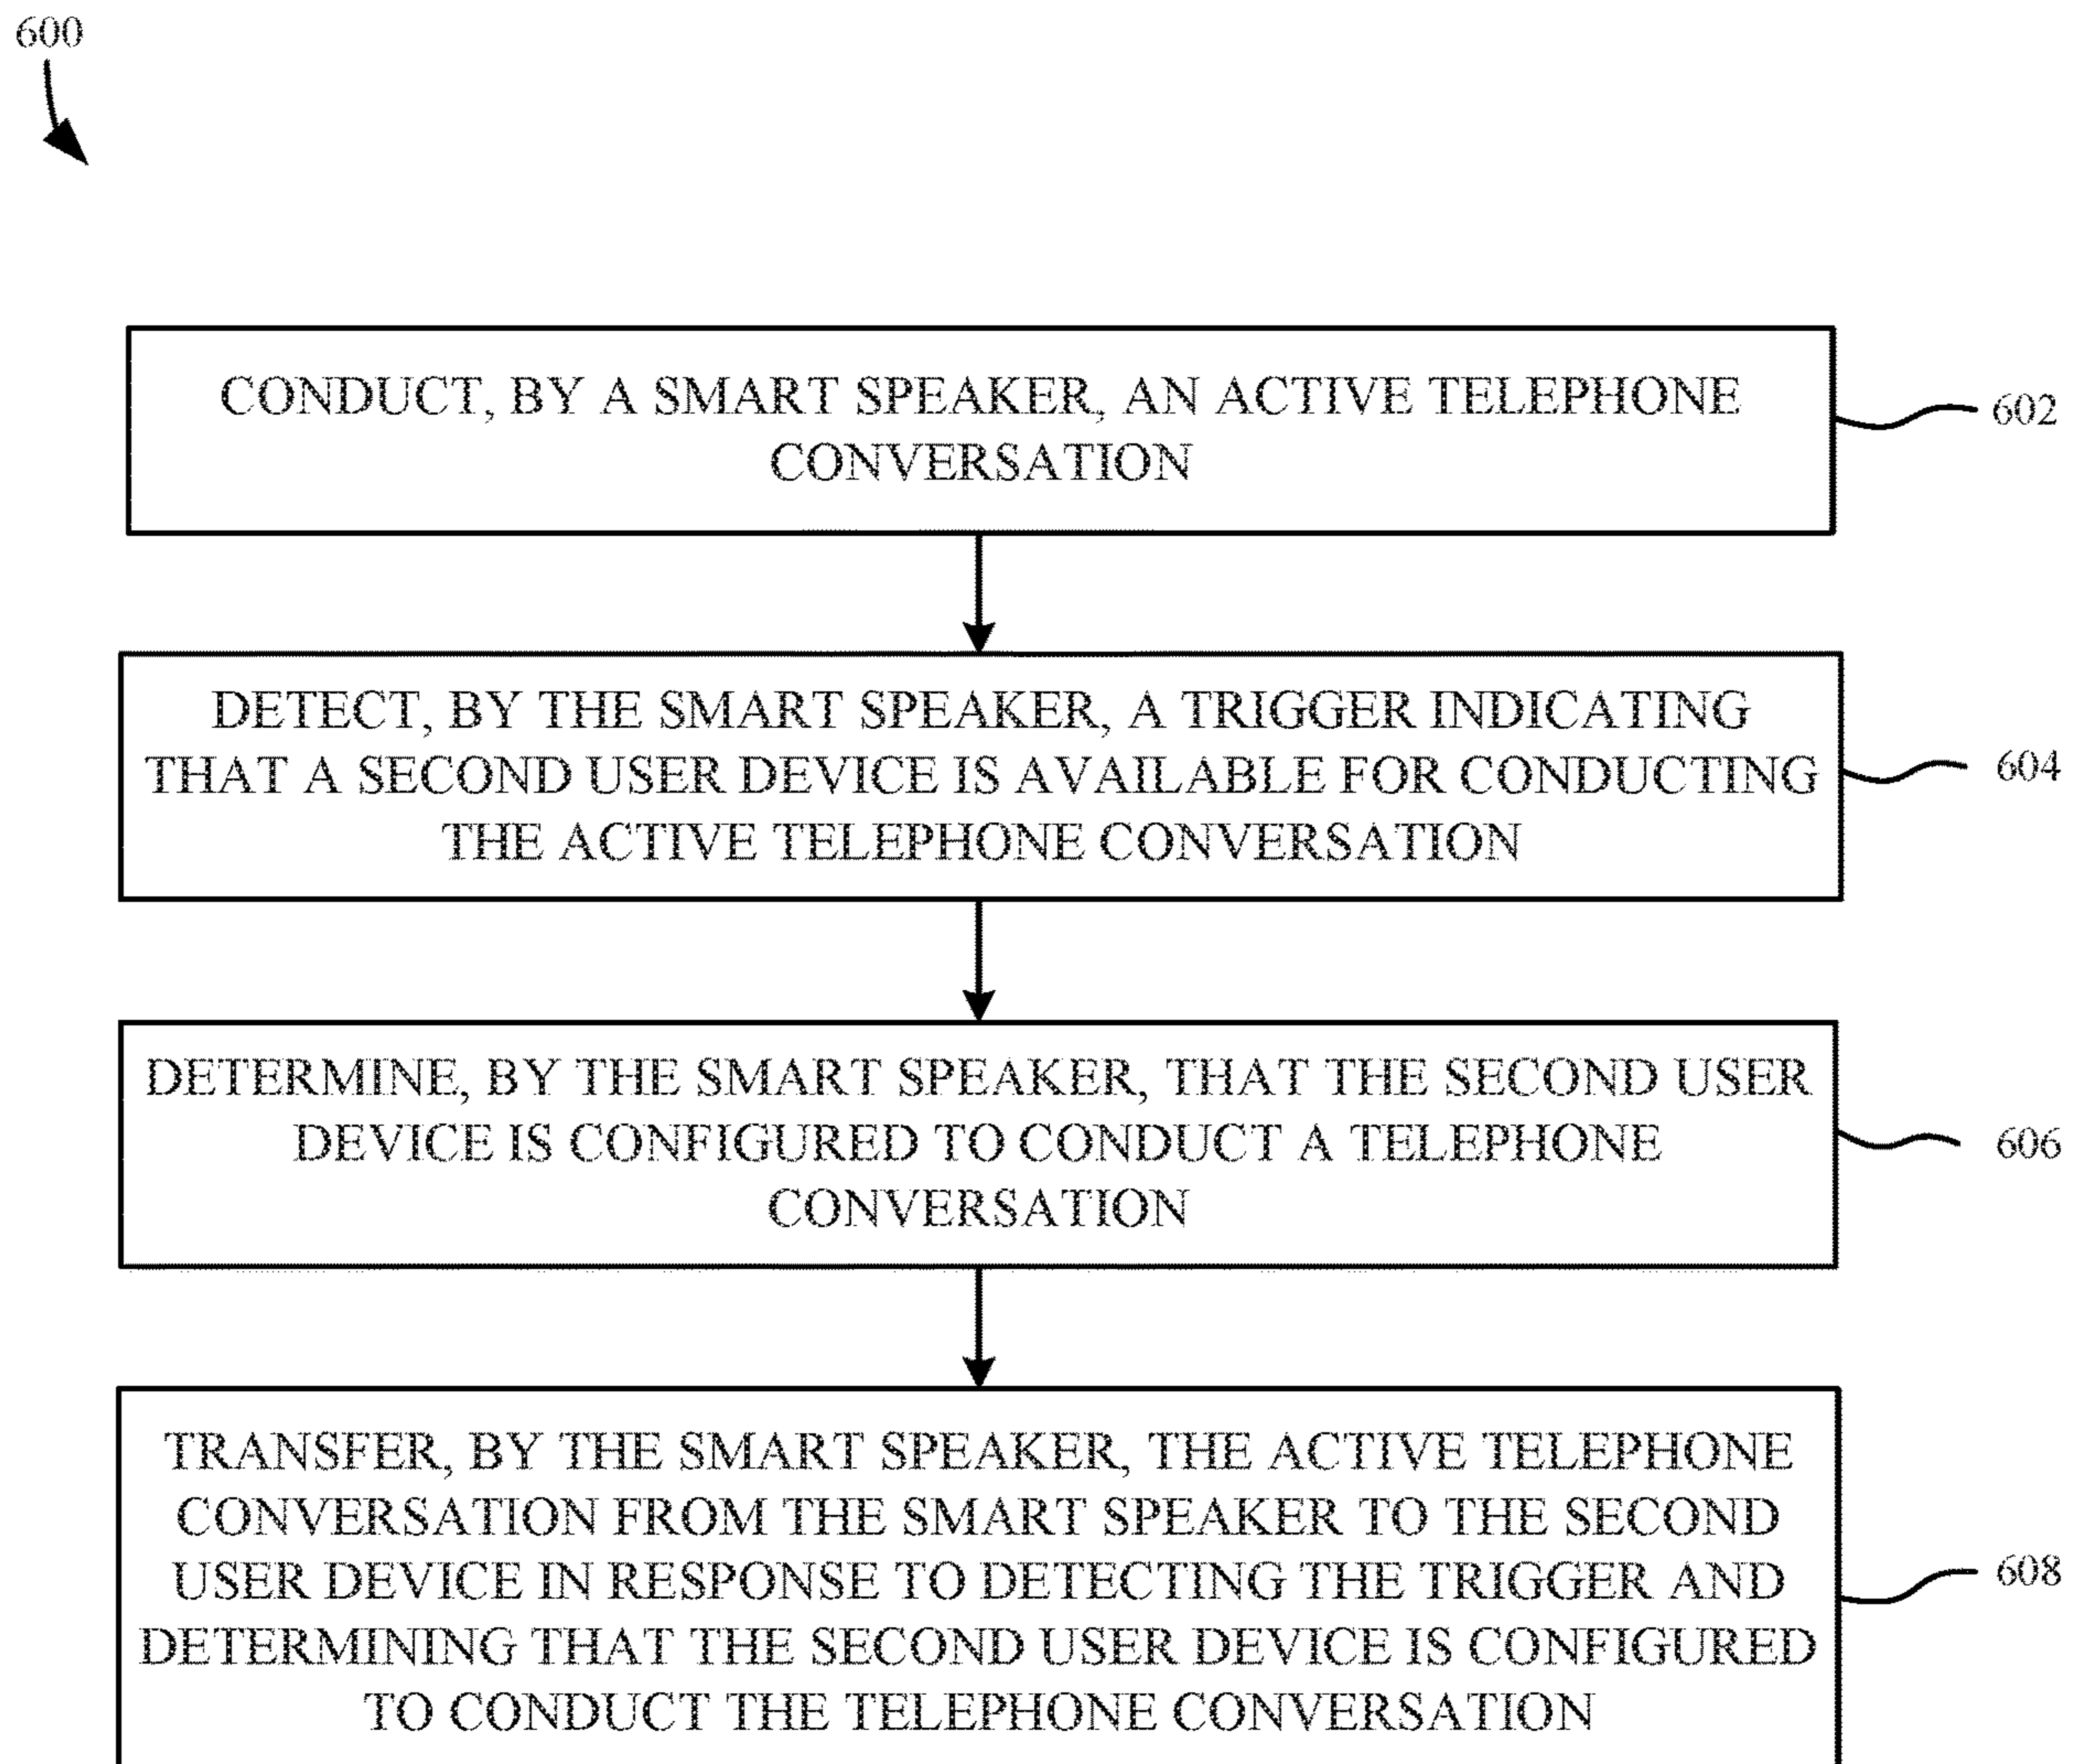 600
CONDUCT, BY A SMART SPEAKER, AN ACTIVE TELEPHONE
CONVERSATION
602
DETECT, BY THE SMART SPEAKER, A TRIGGER INDICATING
THAT A SECOND USER DEVICE IS AVAILABLE FOR CONDUCTING
THE ACTIVE TELEPHONE CONVERSATION
604
DETERMINE, BY THE SMART SPEAKER, THAT THE SECOND USER
DEVICE IS CONFIGURED TO CONDUCT A TELEPHONE
CONVERSATION
606
TRANSFER, BY THE SMART SPEAKER, THE ACTIVE TELEPHONE
CONVERSATION FROM THE SMART SPEAKER TO THE SECOND
USER DEVICE IN RESPONSE TO DETECTING THE TRIGGER AND
DETERMINING THAT THE SECOND USER DEVICE IS CONFIGURED
TO CONDUCT THE TELEPHONE CONVERSATION
608